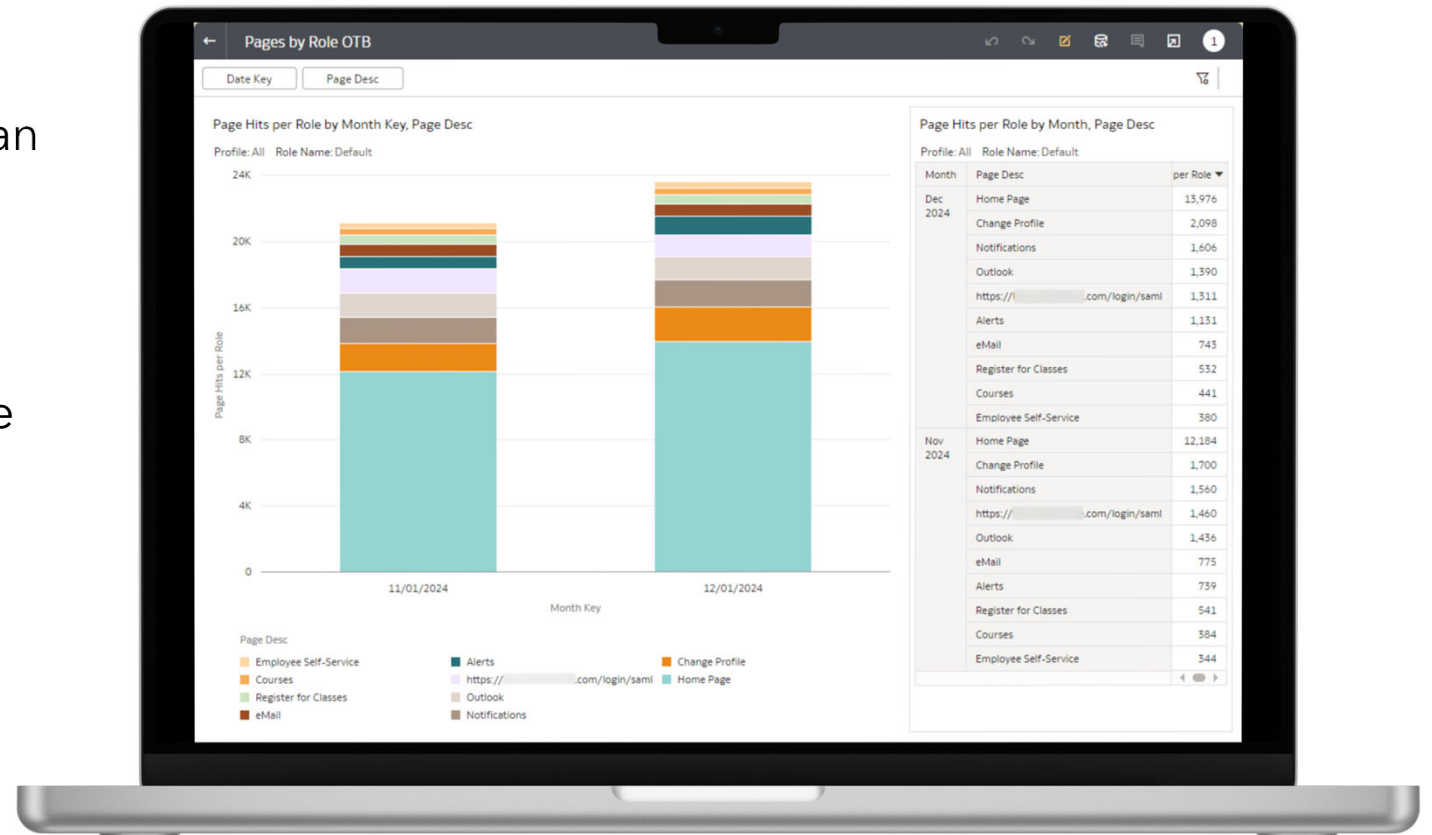 an
e
Pages by Role OTB
1
Date Key
Page Desc
Page Hits per Role by Month Key, Page Desc
Profile: All Role Name: Default
24K
20K
16K
12K
8K
4K
0
Page Hits per Role
11/01/2024
12/01/2024
Month Key
Page Desc
Employee Self-Service
Courses
Register for Classes
eMail
Alerts
https:// .com/login/saml
Outlook
Notifications
Change Profile
Home Page
Page Hits per Role by Month, Page Desc
Profile: All Role Name: Default
Month Page Desc per Role
Dec 2024
Home Page 13,976
Change Profile 2,098
Notifications 1,606
Outlook 1,390
https:// .com/login/saml 1,311
Alerts 1,131
eMail 743
Register for Classes 532
Courses 441
Employee Self-Service 380
Nov 2024
Home Page 12,184
Change Profile 1,700
Notifications 1,560
https:// .com/login/saml 1,460
Outlook 1,436
eMail 775
Alerts 739
Register for Classes 541
Courses 384
Employee Self-Service 344